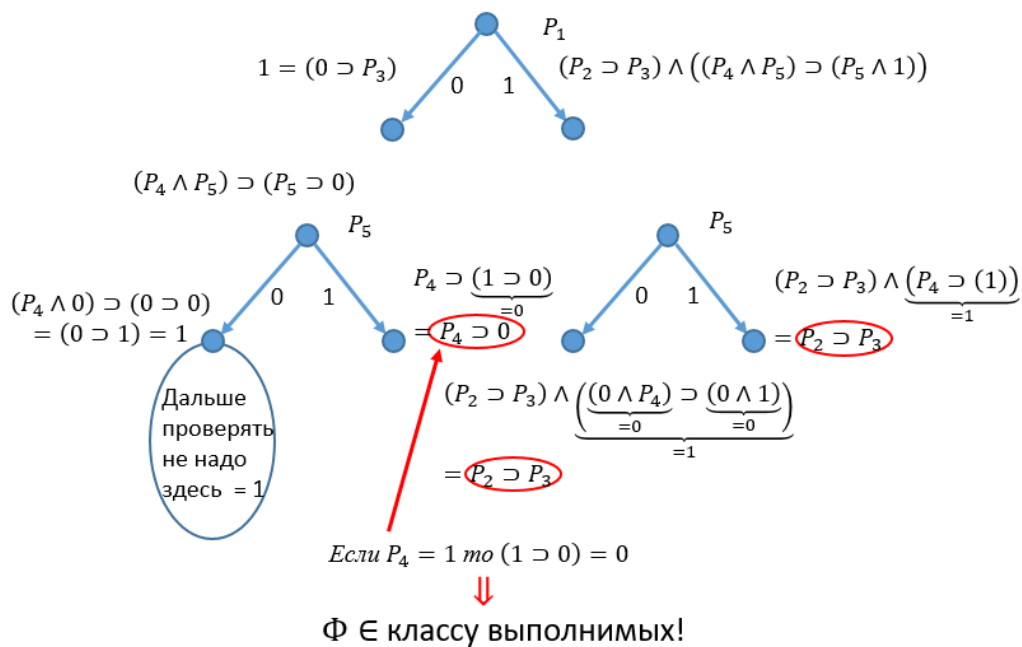 P₁
1 = (0 ⊃ P₃)
0 1
(P₂ ⊃ P₃) ∧ ((P₄ ∧ P₅) ⊃ (P₅ ∧ 1))
(P₄ ∧ P₅) ⊃ (P₅ ⊃ 0)
P₅
(P₄ ∧ 0) ⊃ (0 ⊃ 0)
= (0 ⊃ 1) = 1
0 1
P₄ ⊃ (1 ⊃ 0)
=0
= P₄ ⊃ 0
P₅
0 1
(P₂ ⊃ P₃) ∧ (P₄ ⊃ (1))
=1
= P₂ ⊃ P₃
Дальше
проверять
не надо
здесь = 1
(P₂ ⊃ P₃) ∧ ((0 ∧ P₄) ⊃ (0 ∧ 1))
=0 =0
=1
= P₂ ⊃ P₃
Если P₄ = 1 то (1 ⊃ 0) = 0
⇓
Ф ∈ классу выполнимых!